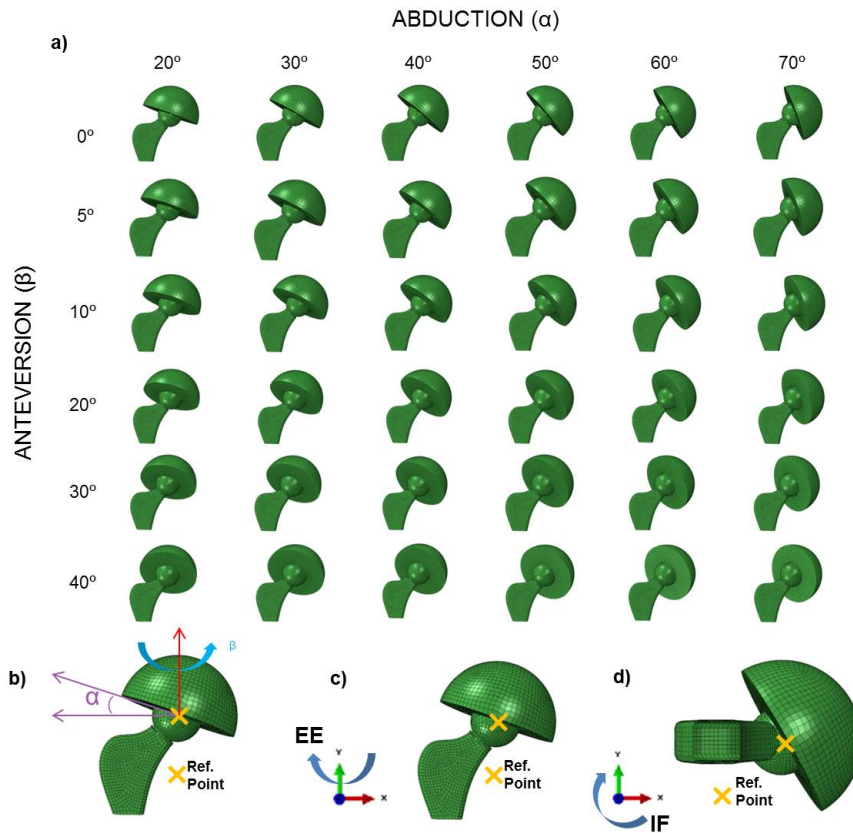 ABDUCTION (α)
a)
20º 30º 40º 50º 60º 70º
ANTEVERSION (β)
0º
5º
10º
20º
30º
40º
b)
β
α
Ref.
Point
c)
EE
Y
X
Ref.
Point
d)
Y
X
IF
Ref.
Point